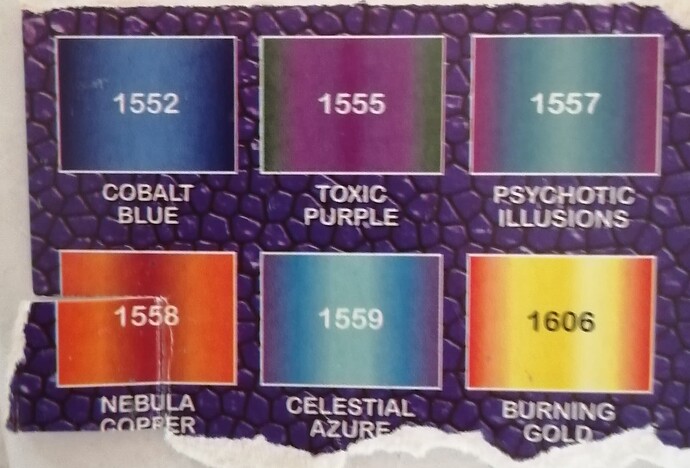 1552
1555
1557
COBALT
BLUE
TOXIC
PURPLE
PSYCHOTIC
ILLUSIONS
1558
1559
1606
NEBULA
COPPER
CELESTIAL
AZURE
BURNING
GOLD